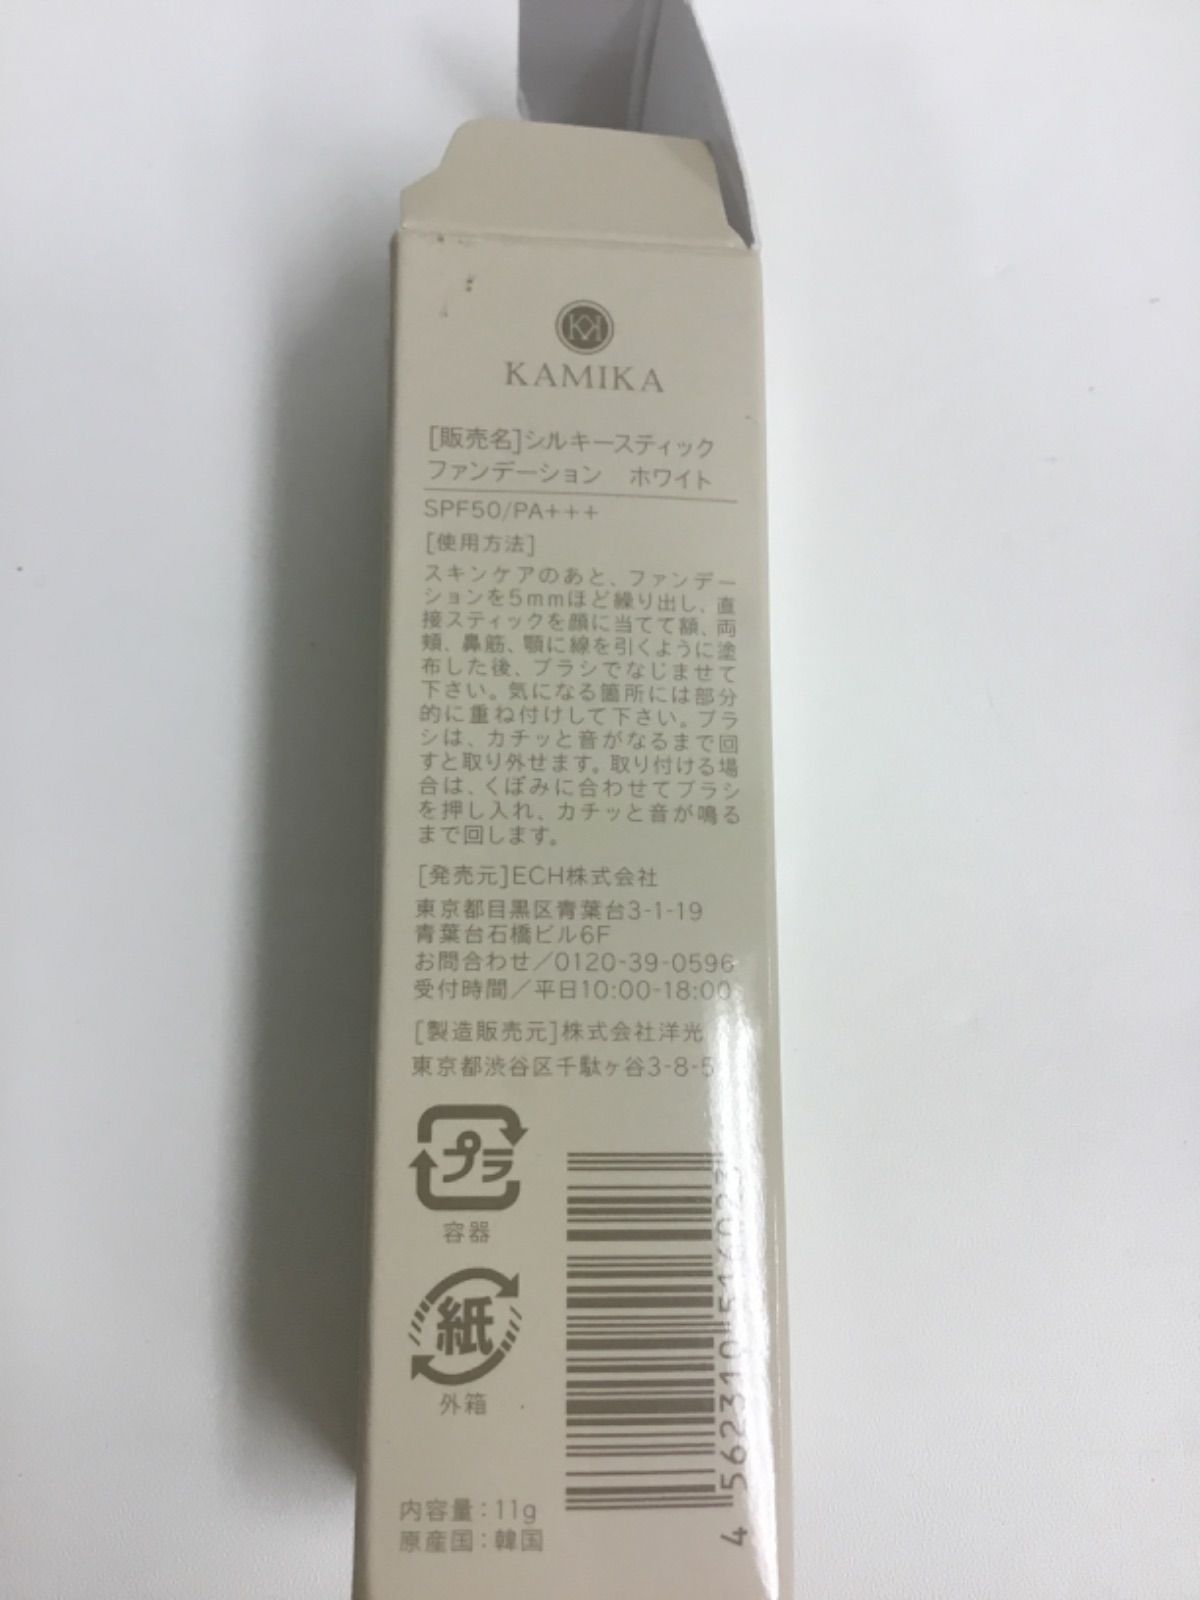 KAMIKA
[販売名]シルキースティック
ファンデーション ホワイト
SPF50/PA+++
[使用方法]
スキンケアのあと、ファンデー
ションを5mmほど繰り出し、直
接スティックを顔に当てて額、両
頬、鼻筋、顎に線を引くように塗
布した後、ブラシでなじませて
下さい。気になる箇所には部分
的に重ね付けして下さい。ブラ
シは、カチッと音がなるまで回
すと取り外せます。取り付ける場
合は、くぼみに合わせてブラシ
を押し入れ、カチッと音が鳴る
まで回します。
[発売元]ECH株式会社
東京都目黒区青葉台3-1-19
青葉台石橋ビル6F
お問合わせ/0120-39-0596
受付時間/平日10:00-18:00
[製造販売元]株式会社洋光
東京都渋谷区千駄ヶ谷3-8-5
プラ
容器
紙
外箱
4 562310 516023
内容量:11g
原産国:韓国